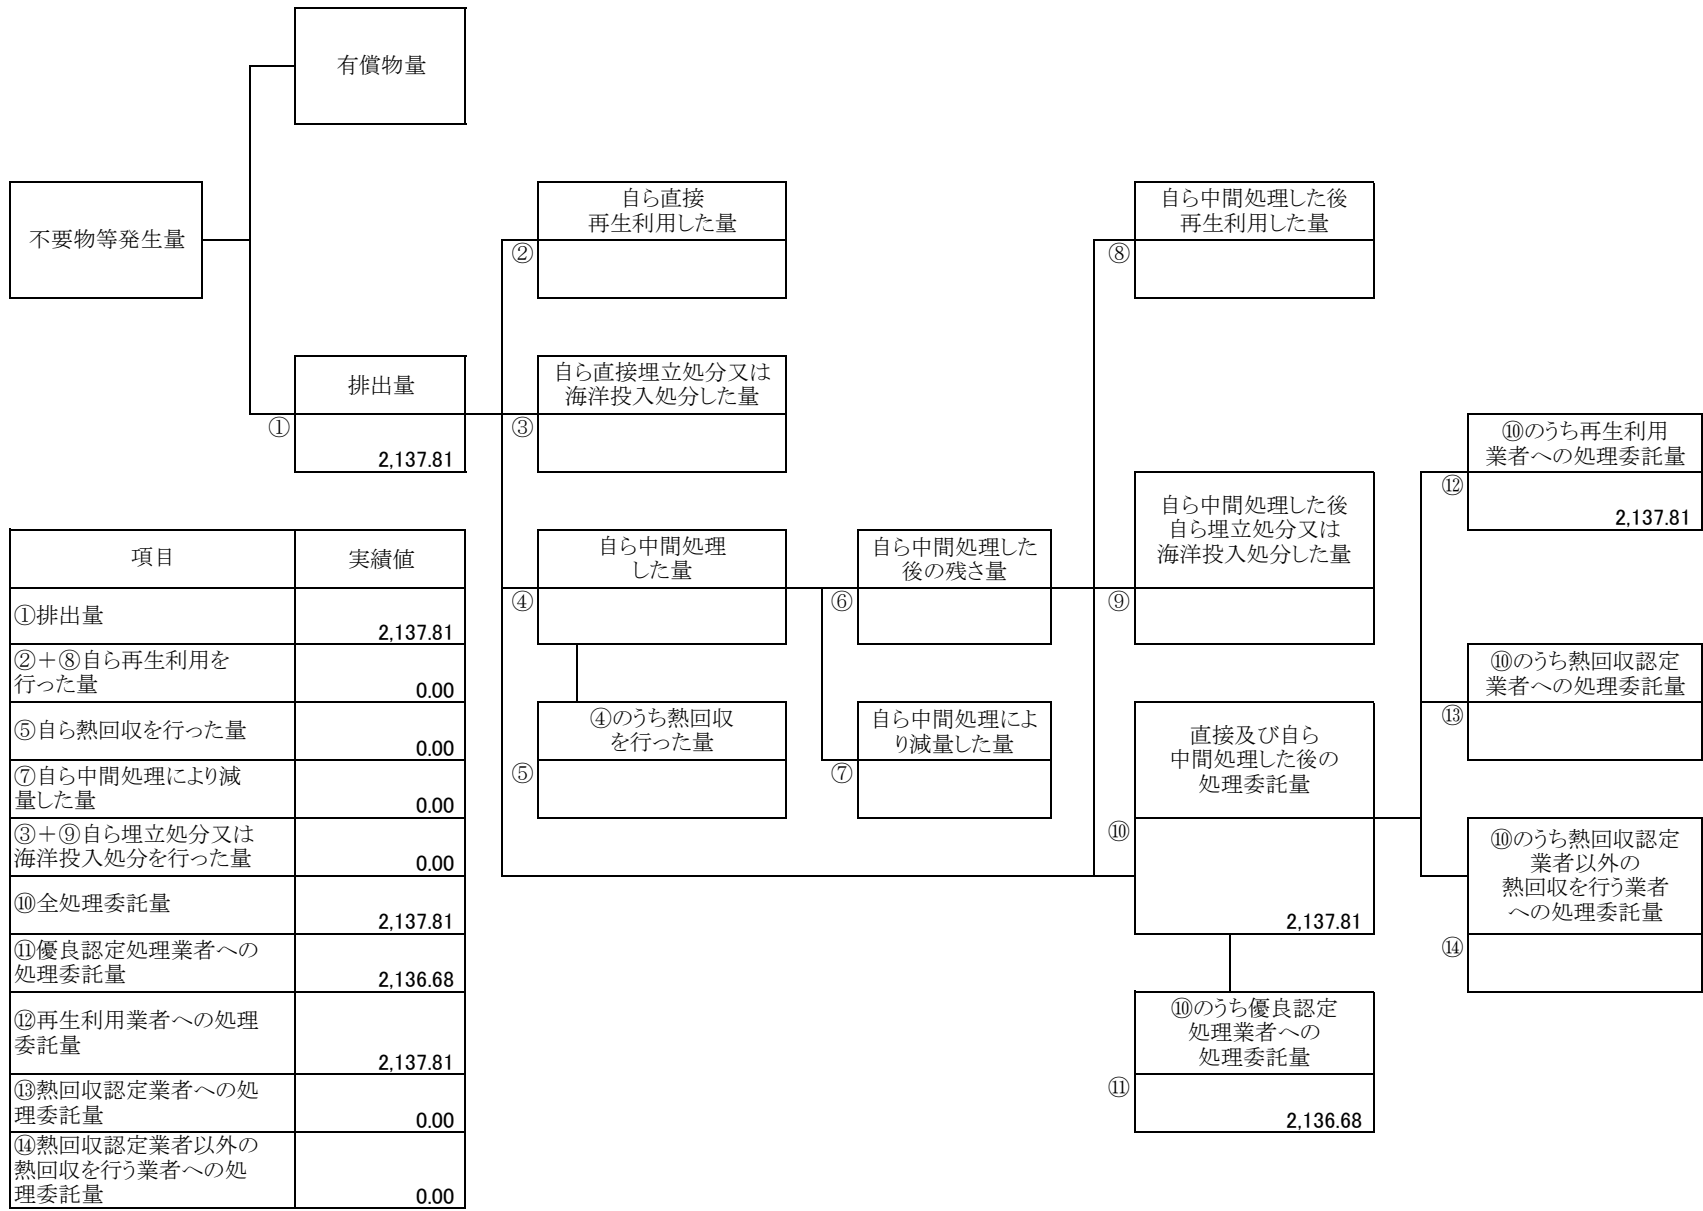 有償物量
不要物等発生量
自ら直接
再生利用した量
②
自ら中間処理した後
再生利用した量
⑧
排出量
①
2,137.81
自ら直接埋立処分又は
海洋投入処分した量
③
⑩のうち再生利用
業者への処理委託量
⑫
2,137.81
自ら中間処理
した量
④
自ら中間処理した
後の残さ量
⑥
自ら中間処理した後
自ら埋立処分又は
海洋投入処分した量
⑨
⑩のうち熱回収認定
業者への処理委託量
⑬
④のうち熱回収
を行った量
⑤
自ら中間処理によ
り減量した量
⑦
直接及び自ら
中間処理した後の
処理委託量
⑩
2,137.81
⑩のうち熱回収認定
業者以外の
熱回収を行う業者
への処理委託量
⑭
⑩のうち優良認定
処理業者への
処理委託量
⑪
2,136.68
項目
実績値
①排出量
2,137.81
②＋⑧自ら再生利用を
行った量
0.00
⑤自ら熱回収を行った量
0.00
⑦自ら中間処理により減
量した量
0.00
③＋⑨自ら埋立処分又は
海洋投入処分を行った量
0.00
⑩全処理委託量
2,137.81
⑪優良認定処理業者への
処理委託量
2,136.68
⑫再生利用業者への処理
委託量
2,137.81
⑬熱回収認定業者への処
理委託量
0.00
⑭熱回収認定業者以外の
熱回収を行う業者への処
理委託量
0.00